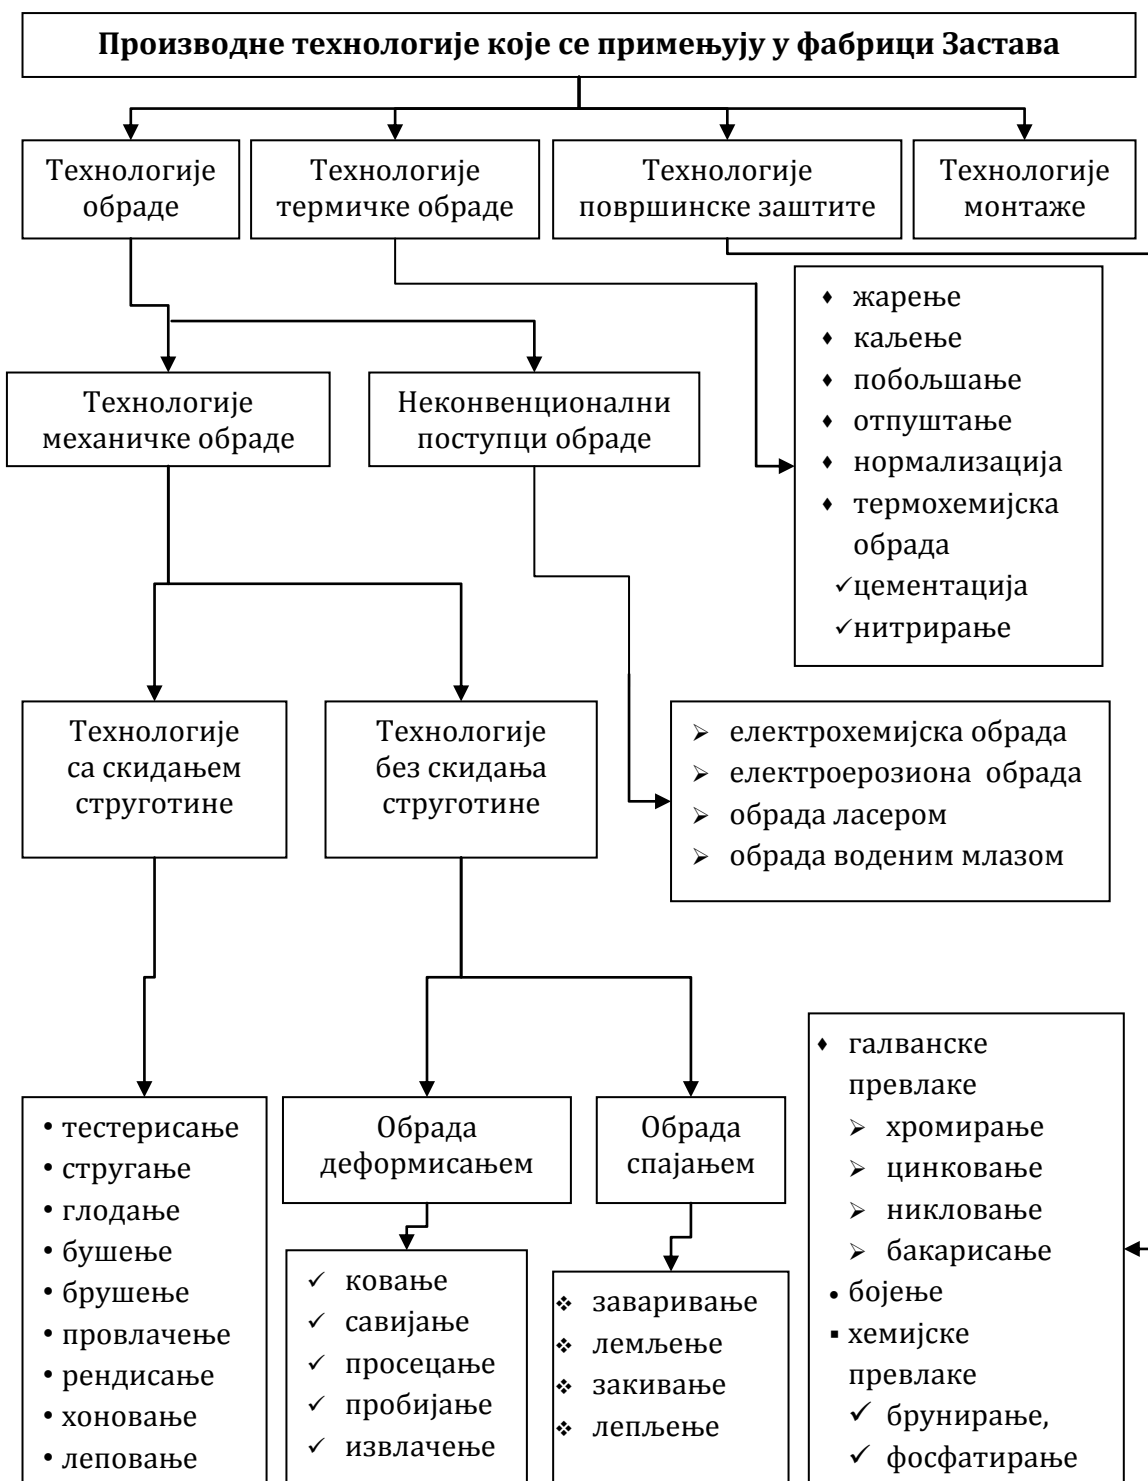 Производне технологије које се примењују у фабрици Застава
Технологије
обраде
Технологије
термичке обраде
Технологије
површинске заштите
Технологије
монтаже
♦ жарење
♦ каљење
♦ побољшање
♦ отпуштање
♦ нормализација
♦ термохемијска
обрада
✓цементација
✓нитрирање
Технологије
механичке обраде
Неконвенционални
поступци обраде
Технологије
са скидањем
струготине
Технологије
без скидања
струготине
➢ електрохемијска обрада
➢ електроерозиона  обрада
➢ обрада ласером
➢ обрада воденим млазом
• тестерисање
• стругање
• глодање
• бушење
• брушење
• провлачење
• рендисање
• хоновање
• леповање
Обрада
деформисањем
✓ ковање
✓ савијање
✓ просецање
✓ пробијање
✓ извлачење
Обрада
спајањем
❖ заваривање
❖ лемљење
❖ закивање
❖ лепљење
♦ галванске
превлаке
➢ хромирање
➢ цинковање
➢ никловање
➢ бакарисање
• бојење
▪ хемијске
превлаке
✓ брунирање,
✓ фосфатирање